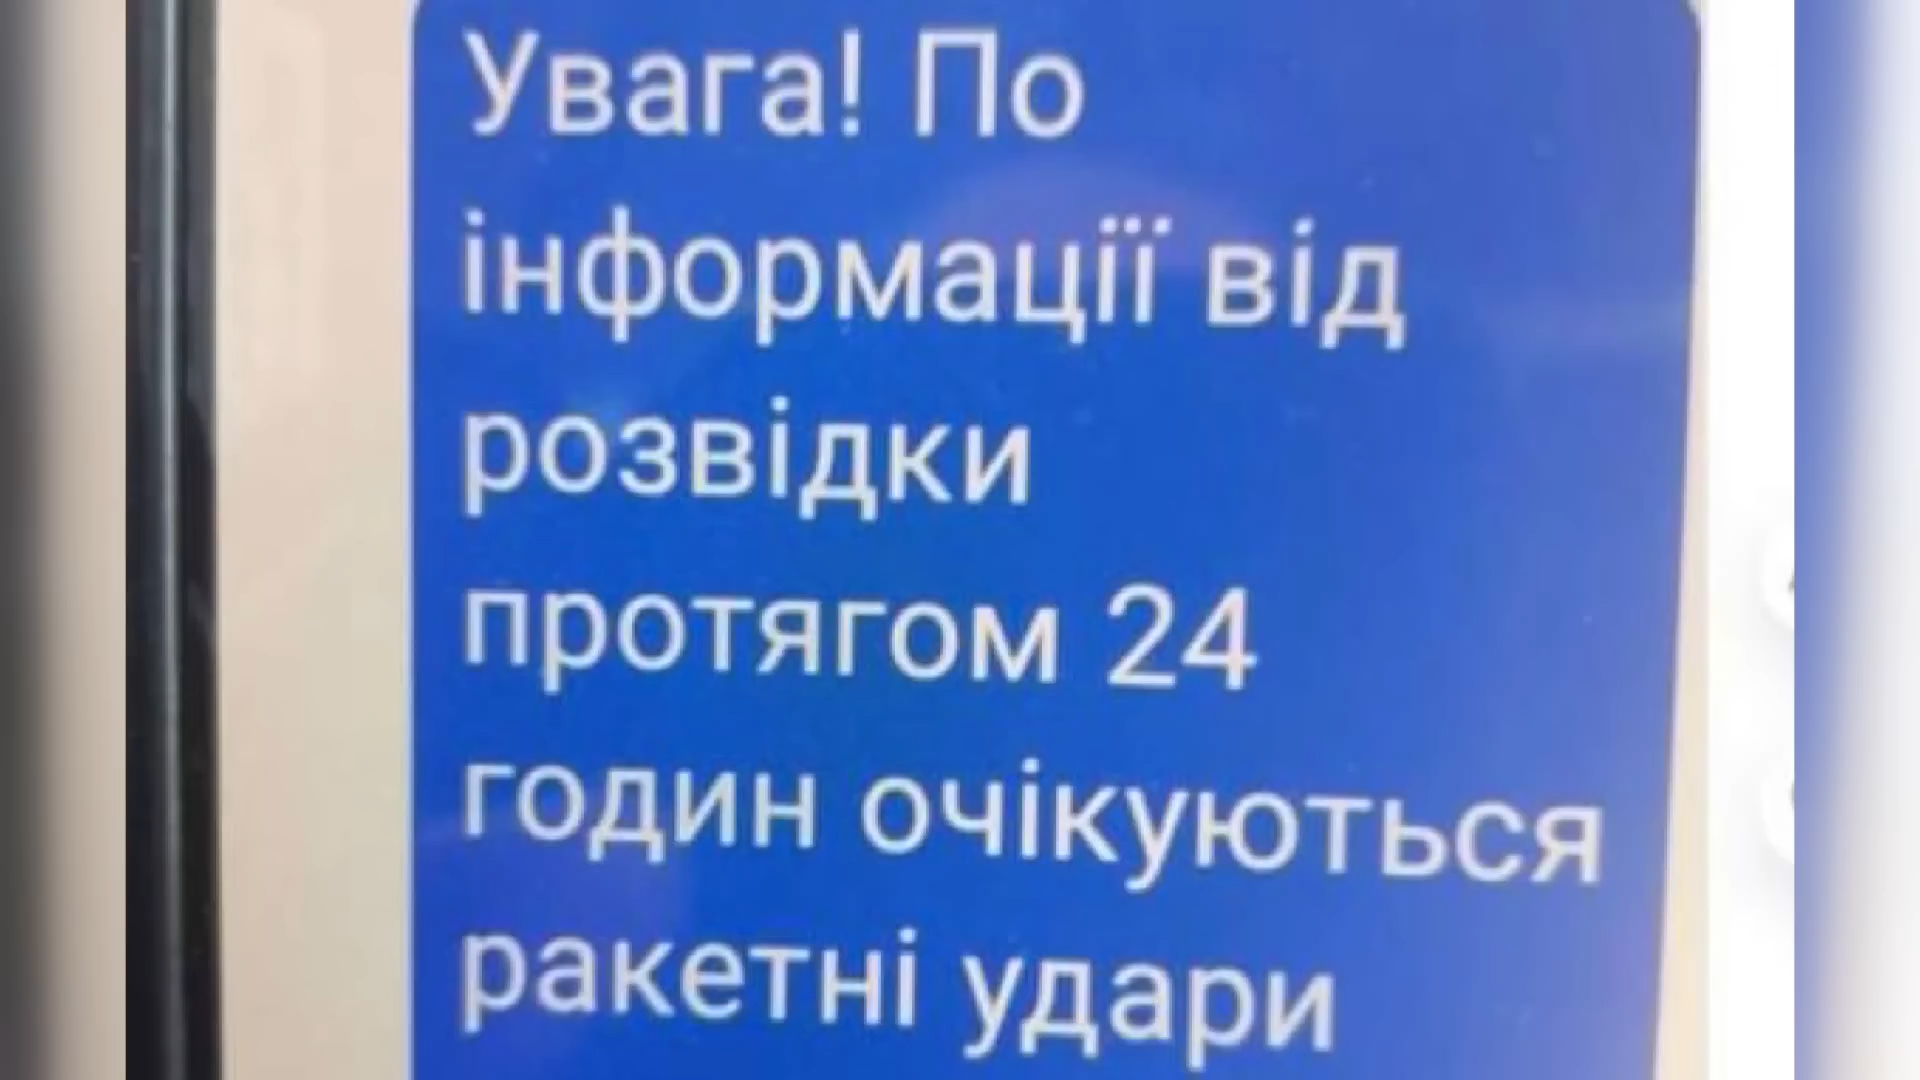 Увага! По
інформації від
розвідки
протягом 24
годин очікуються
ракетні удари